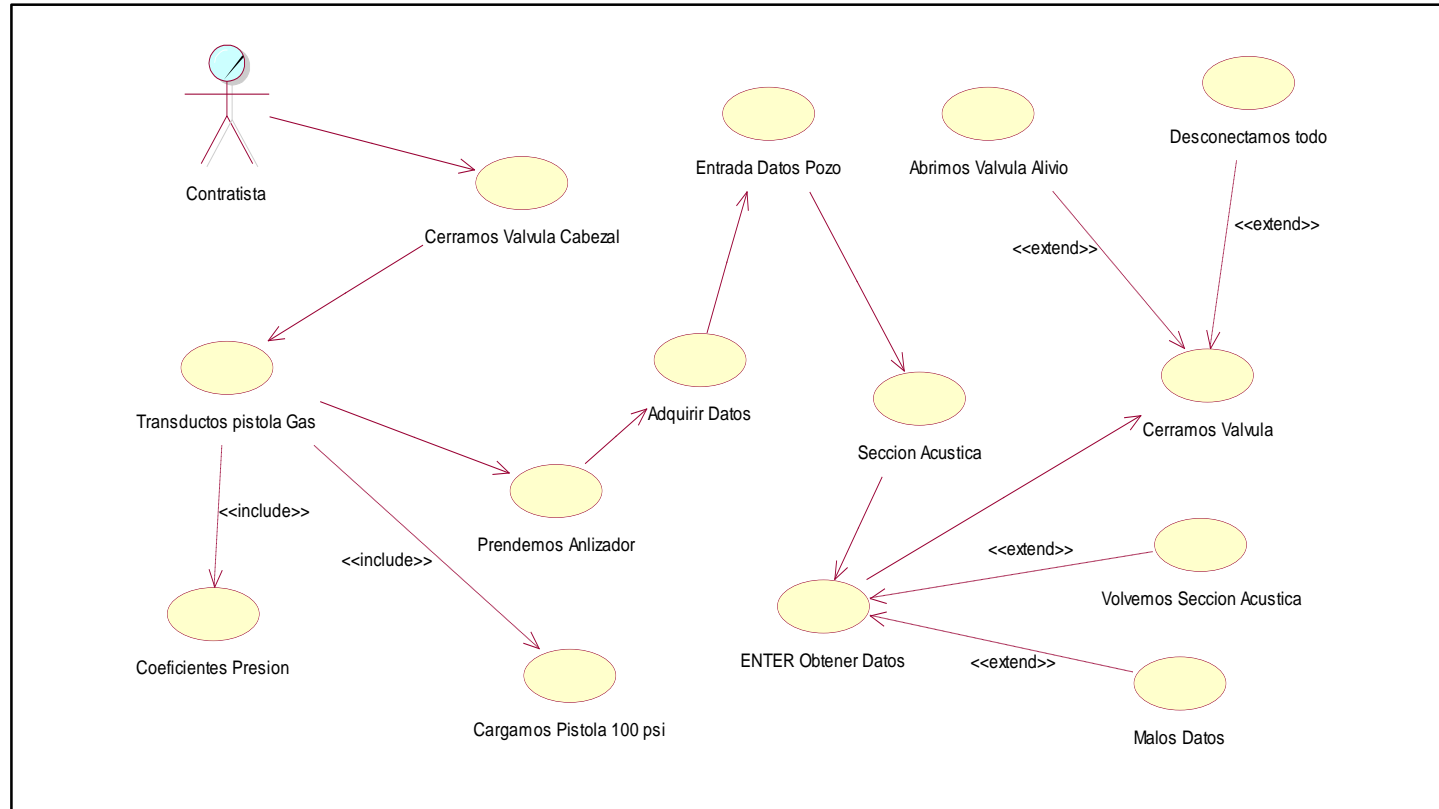 Contratista
Cerramos Valvula Cabezal
Transductos pistola Gas
<<include>>
Coeficientes Presion
<<include>>
Cargamos Pistola 100 psi
Prendemos Anlizador
Adquirir Datos
Entrada Datos Pozo
Seccion Acustica
ENTER Obtener Datos
Abrimos Valvula Alivio
<<extend>>
Desconectamos todo
<<extend>>
Cerramos Valvula
<<extend>>
Volvemos Seccion Acustica
<<extend>>
Malos Datos